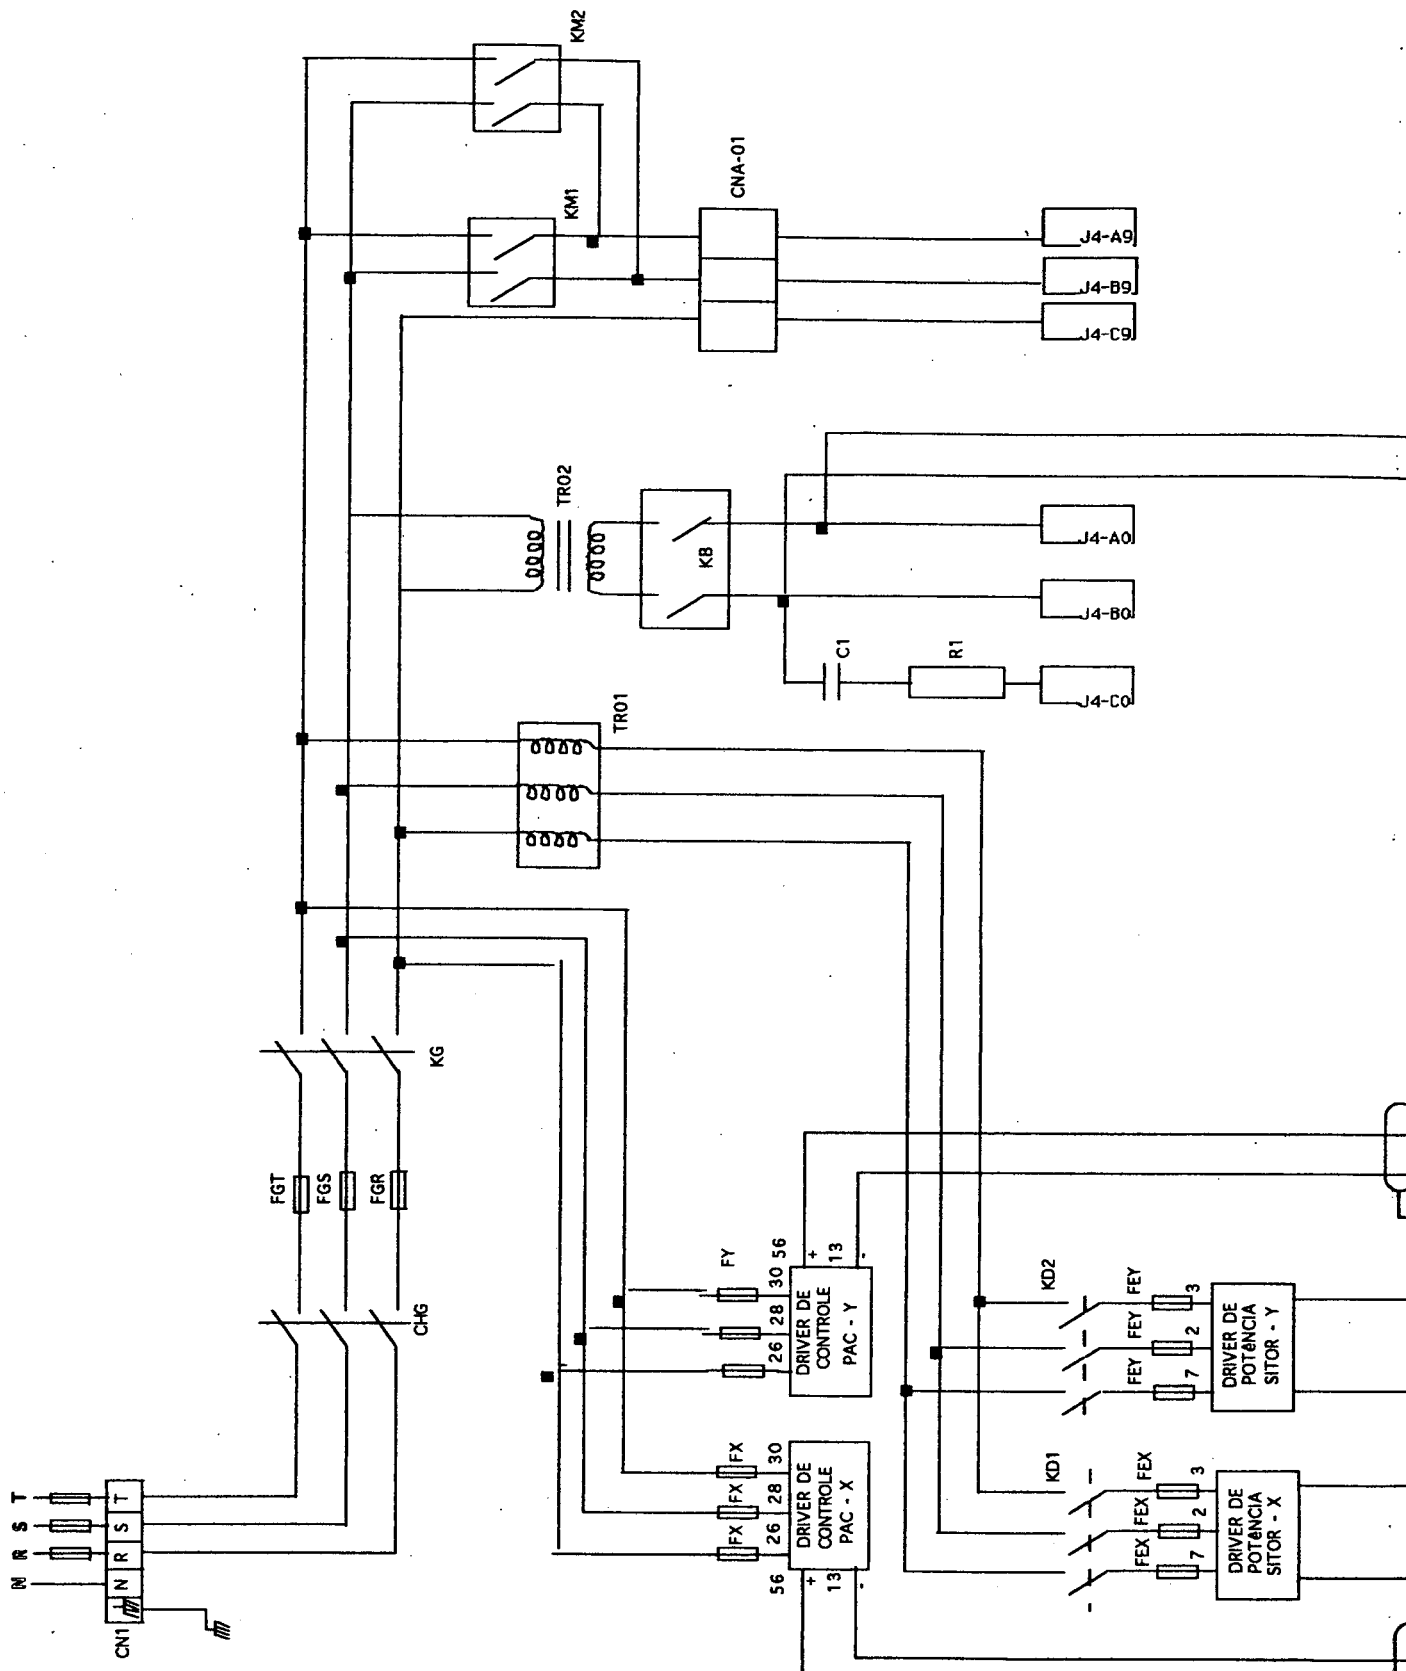 N
R
S
T
CN1
N
R
S
T
CHG
FGT
FGS
FGR
KG
KM2
KM1
CNA-01
J4-A9
J4-B9
J4-C9
TR02
KB
J4-A0
J4-B0
C1
R1
J4-C0
TR01
FY
26
28
30
56
+
13
-
DRIVER DE
CONTROLE
PAC - Y
FX
FX
FX
26
28
30
56
+
13
-
DRIVER DE
CONTROLE
PAC - X
KD2
FEY
FEY
FEY
7
2
3
DRIVER DE
POTêNCIA
SITOR - Y
KD1
FEX
FEX
FEX
7
2
3
DRIVER DE
POTêNCIA
SITOR - X